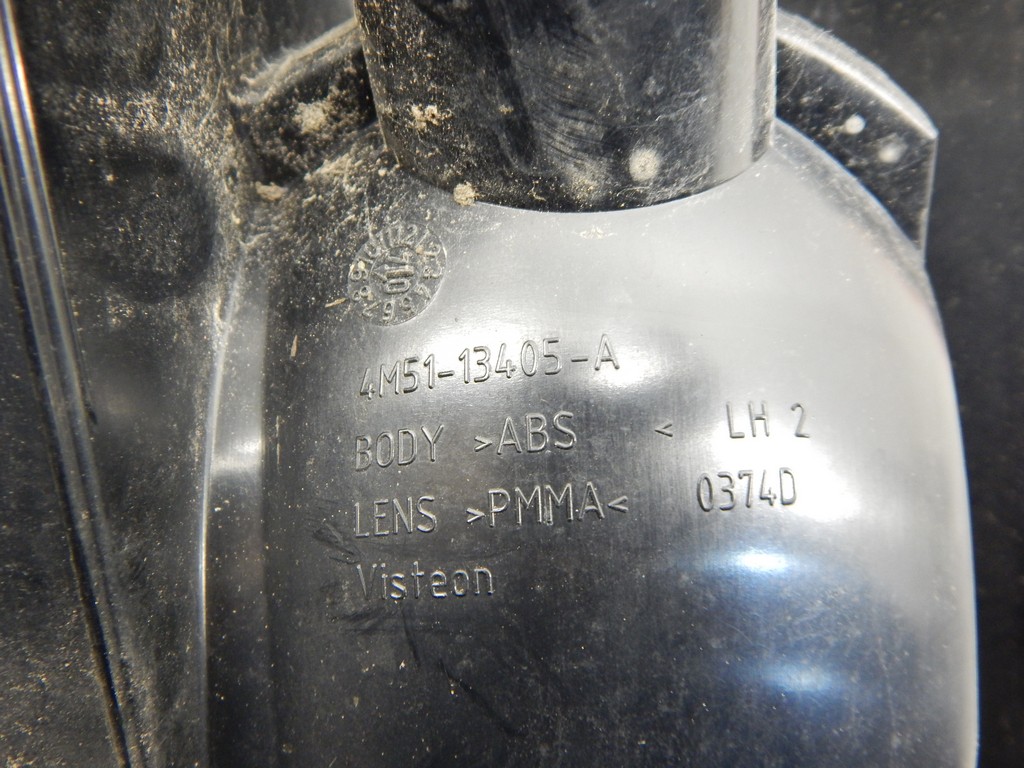 4M51-13405-A
BODY >ABS < LH 2
LENS >PMMA< 0374D
Visteon